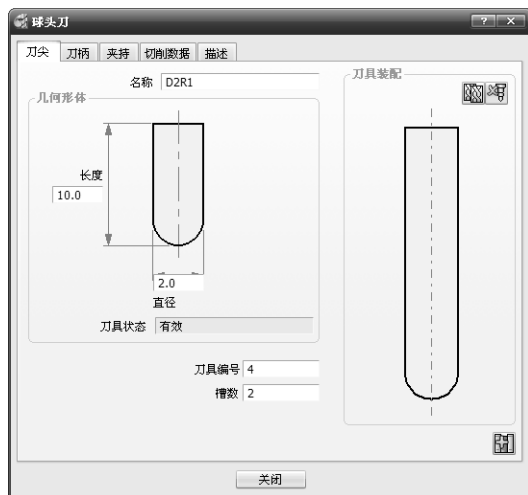 球头刀
刀尖 刀柄 夹持 切削数据 描述
名称 D2R1
几何形体
长度
10.0
2.0
直径
刀具状态 有效
刀具编号 4
槽数 2
刀具装配
关闭